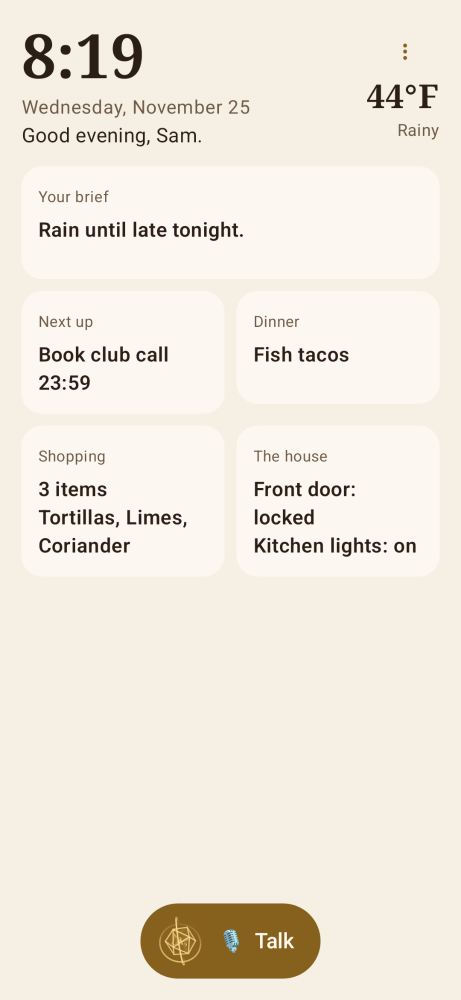 8:19
Wednesday, November 25
Good evening, Sam.
44°F
Rainy
Your brief
Rain until late tonight.
Next up
Book club call
23:59
Dinner
Fish tacos
Shopping
3 items
Tortillas, Limes,
Coriander
The house
Front door:
locked
Kitchen lights: on
Talk